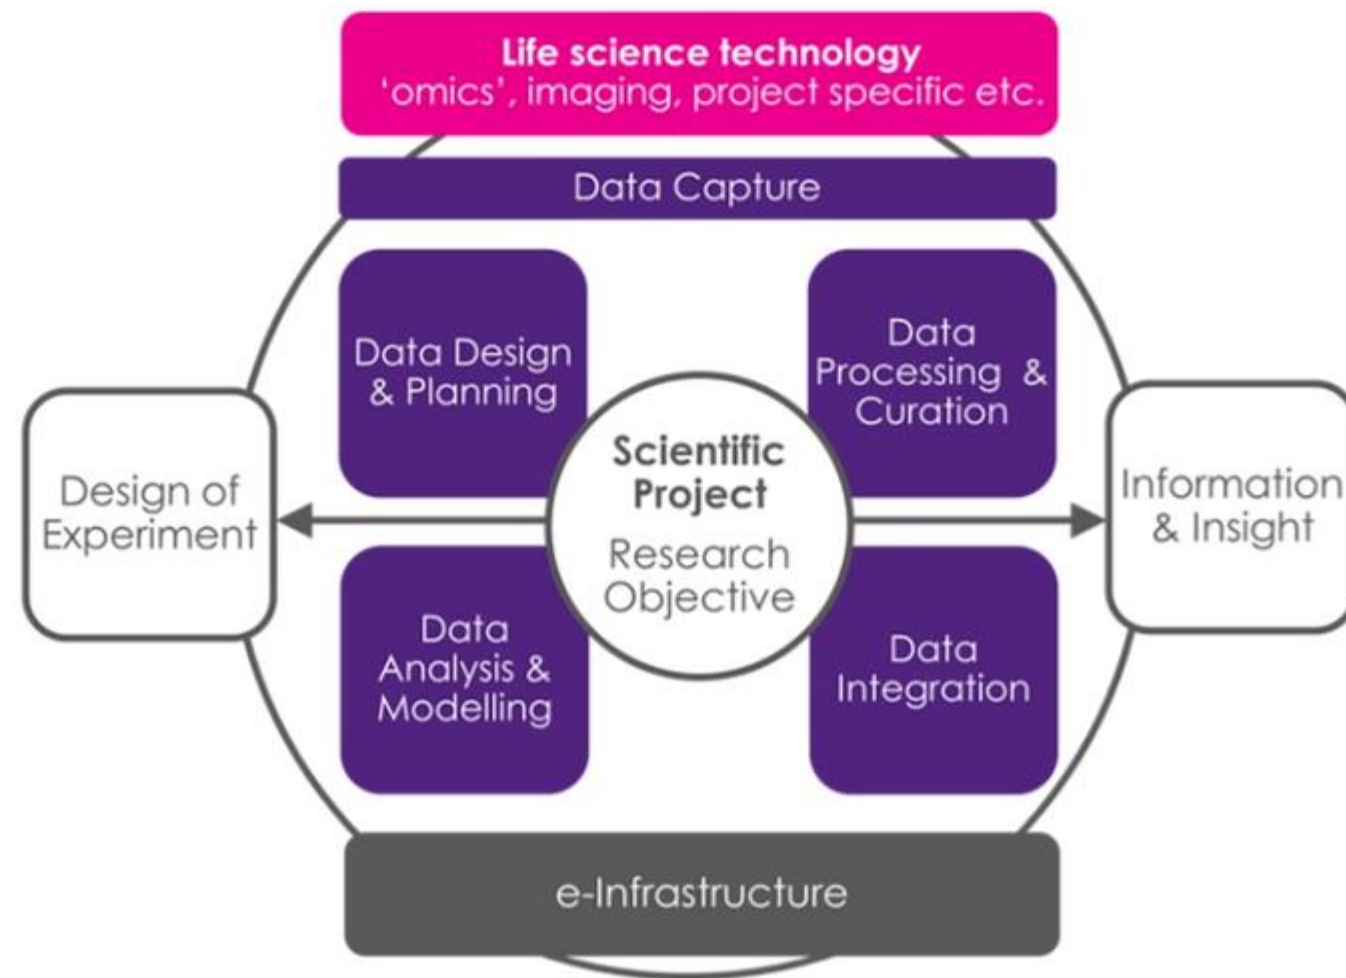 Life science technology
‘omics’, imaging, project specific etc.
Data Capture
Data Design
& Planning
Data
Processing &
Curation
Design of
Experiment
Scientific
Project
Research
Objective
Information
& Insight
Data
Analysis &
Modelling
Data
Integration
e-Infrastructure